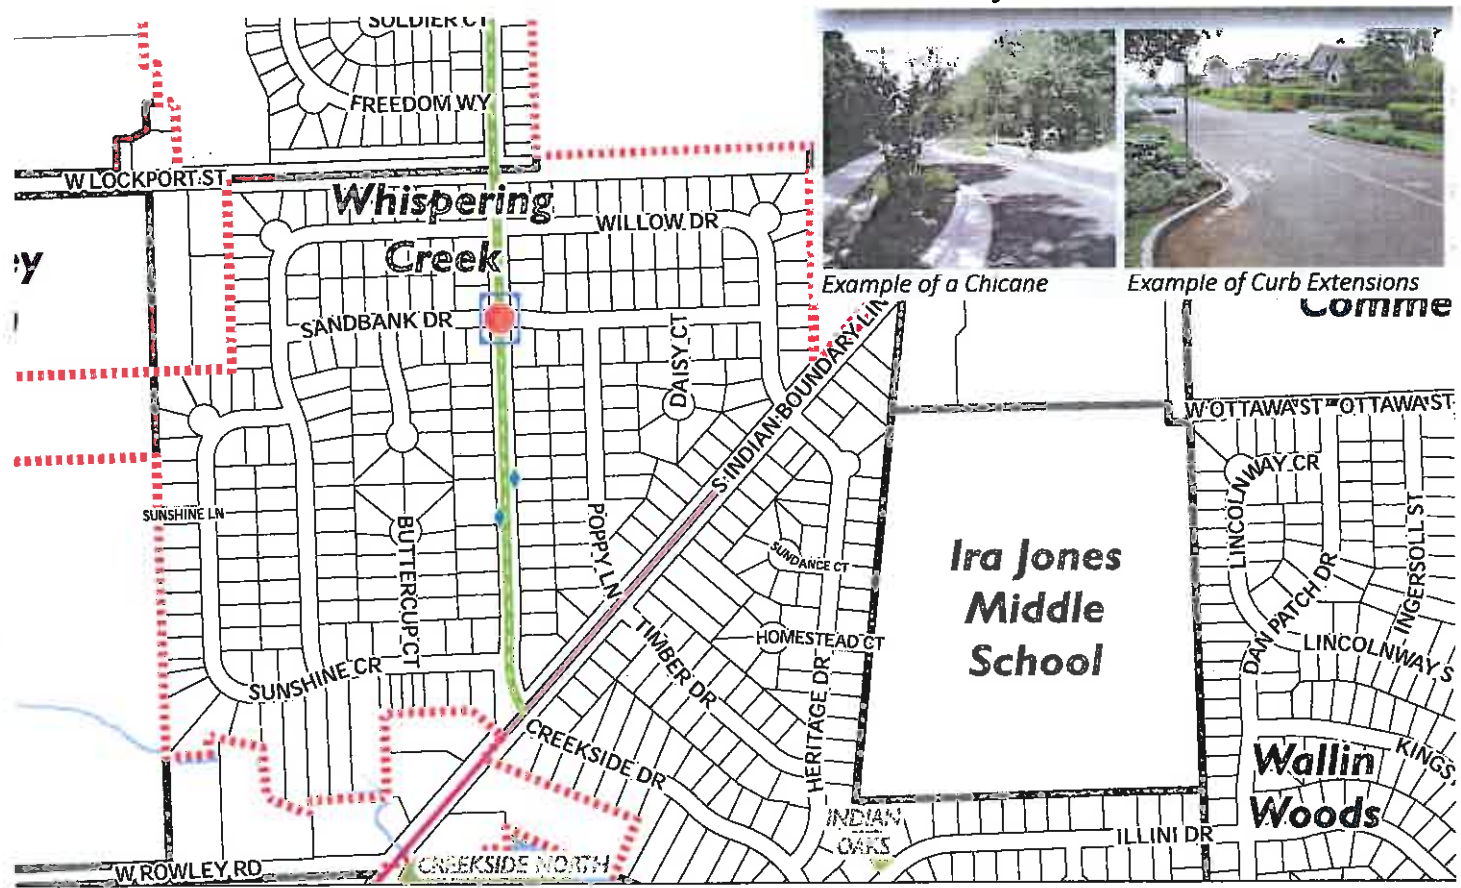 SOLDIER CT
FREEDOM WY
W LOCKPORT ST
Whispering
Creek
WILLOW DR
SANDBANK DR
DAISY CT
S INDIAN BOUNDARY LIN
Example of a Chicane
Example of Curb Extensions
Comme
W OTTAWA ST
OTTAWA ST
LINCOLNWAY CR
INGERSOLL ST
DAN PATCH DR
LINCOLNWAY S
SUNSHINE LN
BUTTERCUP CT
POPPY LN
SUNDANCE CT
Ira Jones
Middle
School
HOMESTEAD CT
TIMBER DR
HERITAGE DR
SUNSHINE CR
CREEKSIDE DR
KINGS
Wallin
Woods
INDIAN
OAKS
ILLINI DR
W ROWLEY RD
CREEKSIDE NORTH